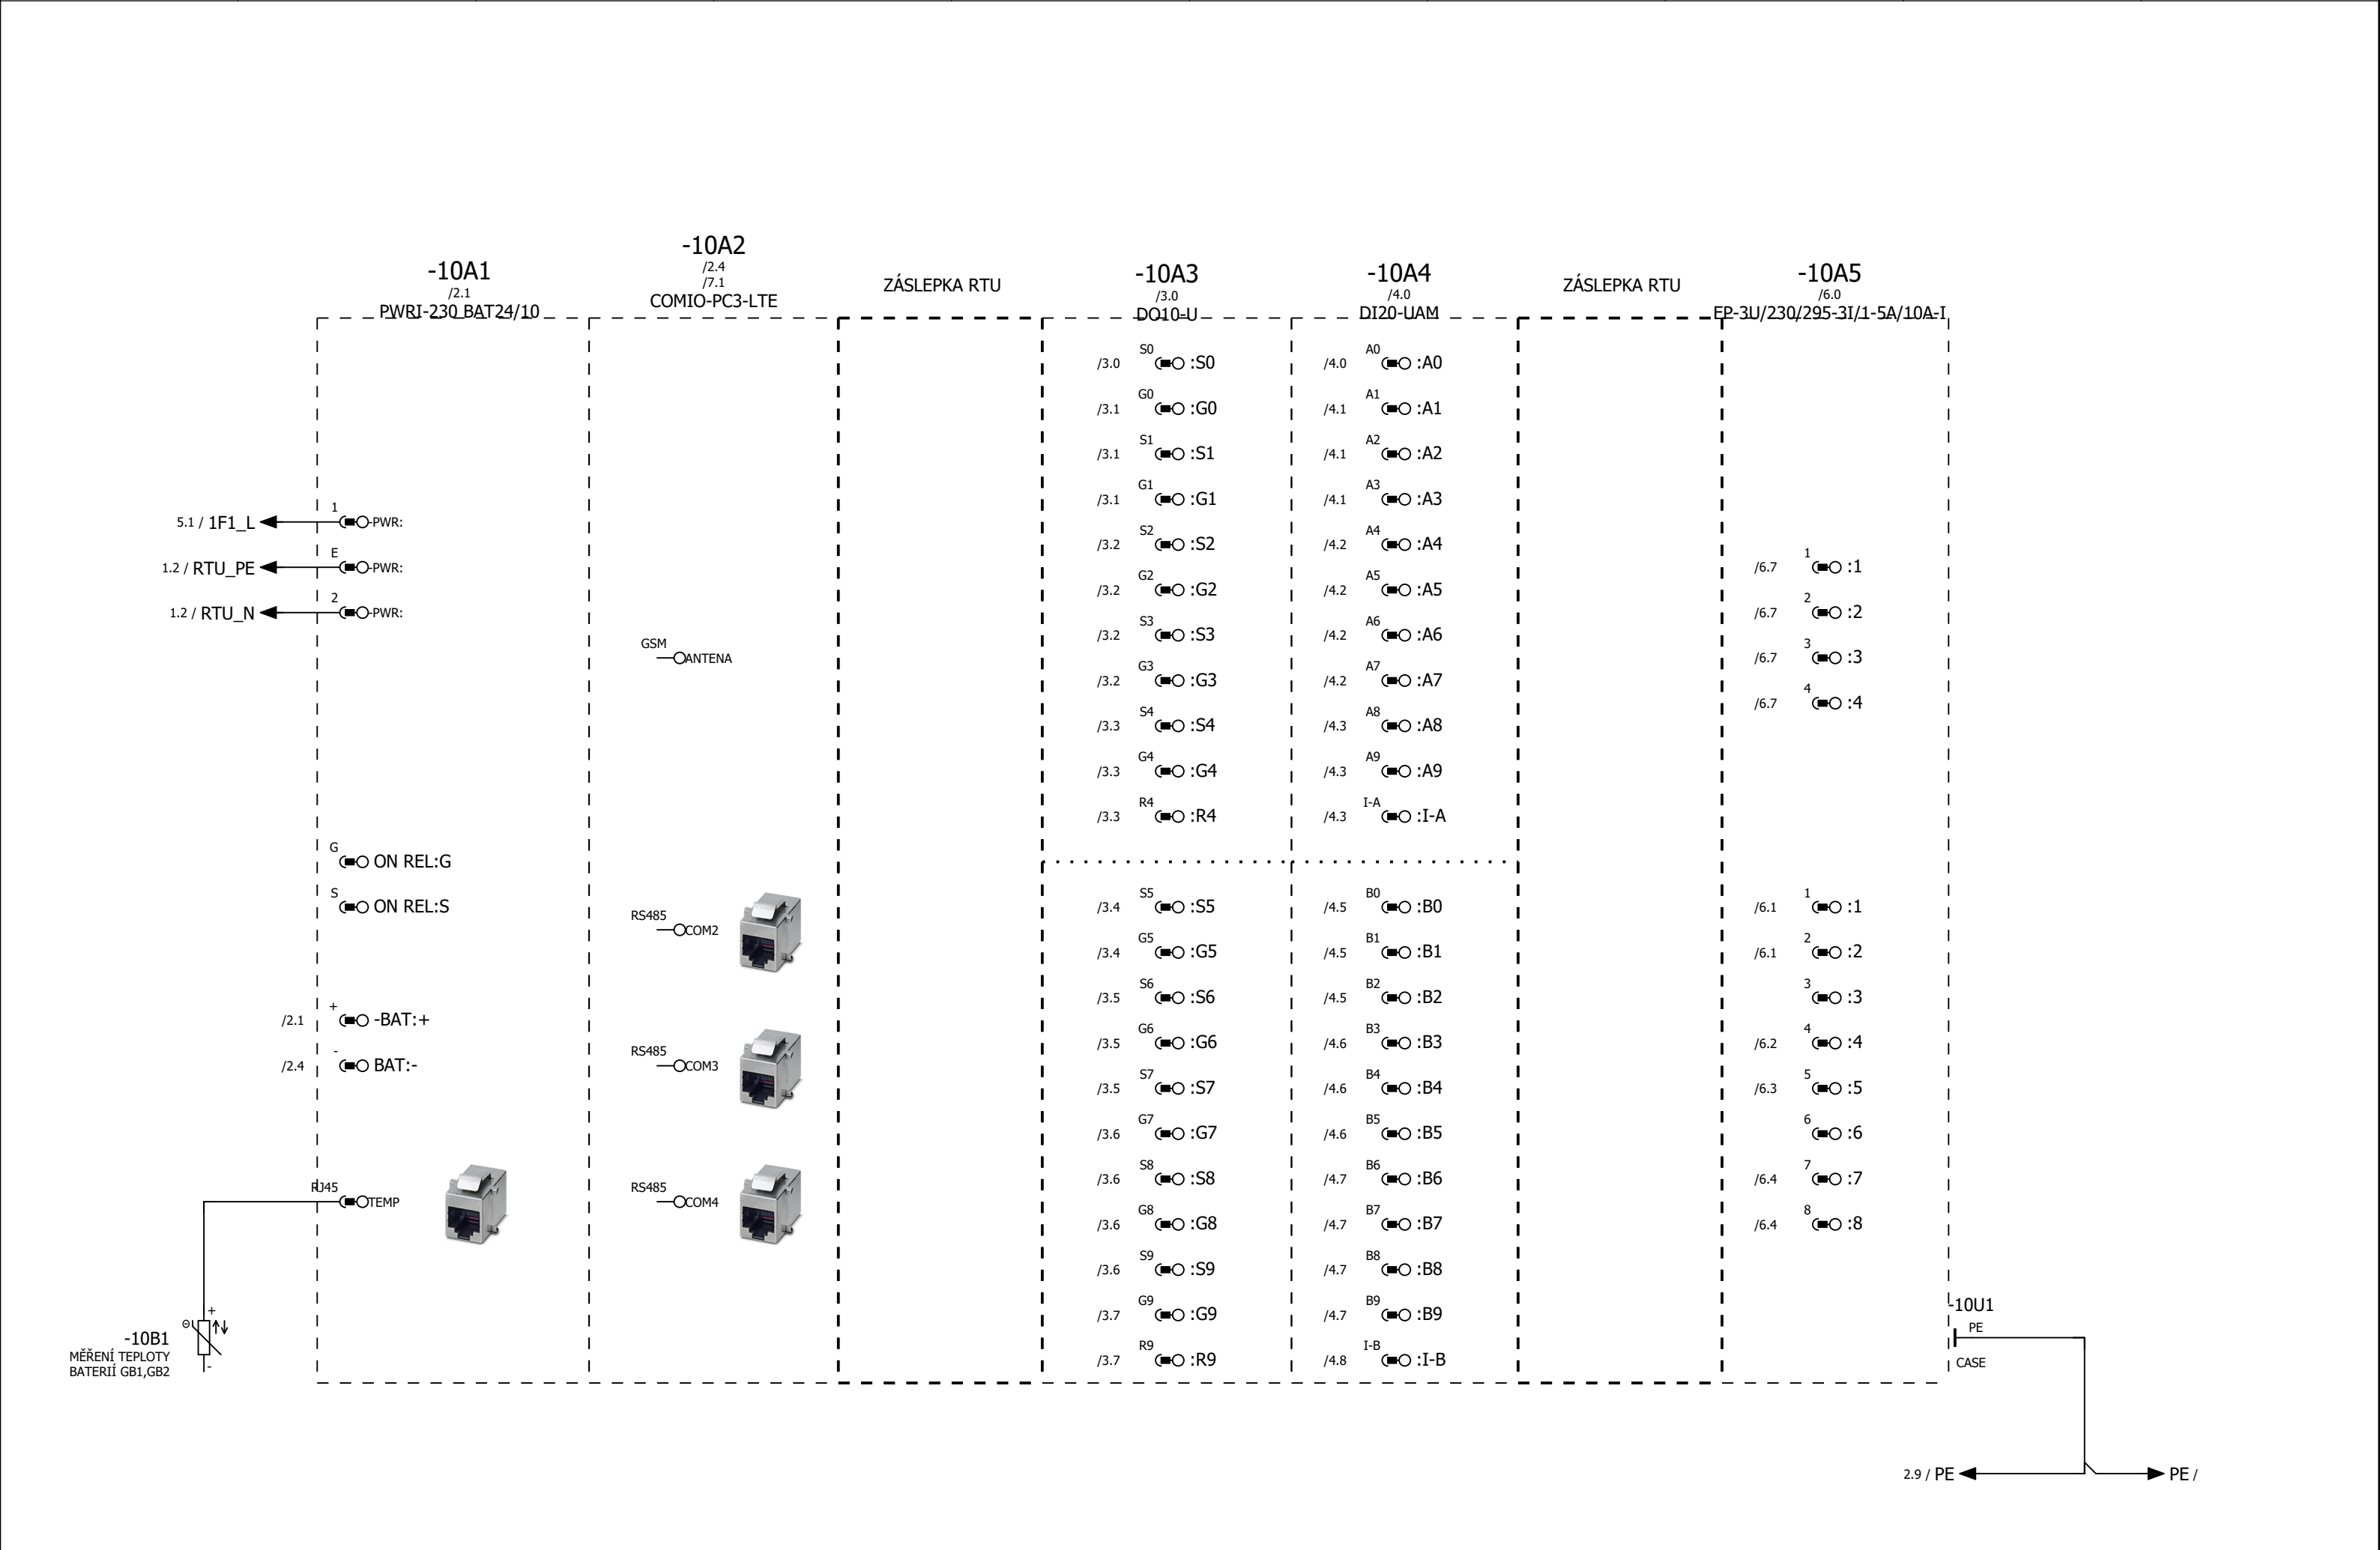 -10A1
/2.1
PWRI-230 BAT24/10
-10A2
/2.4
/7.1
COMIO-PC3-LTE
ZÁSLEPKA RTU
-10A3
/3.0
DO10-U
-10A4
/4.0
DI20-UAM
ZÁSLEPKA RTU
-10A5
/6.0
EP-3U/230/295-3I/1-5A/10A-I
5.1 / 1F1_L
1
-PWR:
1.2 / RTU_PE
E
-PWR:
1.2 / RTU_N
2
-PWR:
G
ON REL:G
S
ON REL:S
/2.1
+
-BAT:+
/2.4
-
BAT:-
RJ45
TEMP
+
Θ
-
-10B1
MĚŘENÍ TEPLOTY
BATERIÍ GB1,GB2
GSM
ANTENA
RS485
COM2
RS485
COM3
RS485
COM4
/3.0 S0 :S0
/3.1 G0 :G0
/3.1 S1 :S1
/3.1 G1 :G1
/3.2 S2 :S2
/3.2 G2 :G2
/3.2 S3 :S3
/3.2 G3 :G3
/3.3 S4 :S4
/3.3 G4 :G4
/3.3 R4 :R4
/3.4 S5 :S5
/3.4 G5 :G5
/3.5 S6 :S6
/3.5 G6 :G6
/3.5 S7 :S7
/3.6 G7 :G7
/3.6 S8 :S8
/3.6 G8 :G8
/3.6 S9 :S9
/3.7 G9 :G9
/3.7 R9 :R9
/4.0 A0 :A0
/4.1 A1 :A1
/4.1 A2 :A2
/4.1 A3 :A3
/4.2 A4 :A4
/4.2 A5 :A5
/4.2 A6 :A6
/4.2 A7 :A7
/4.3 A8 :A8
/4.3 A9 :A9
/4.3 I-A :I-A
/4.5 B0 :B0
/4.5 B1 :B1
/4.5 B2 :B2
/4.6 B3 :B3
/4.6 B4 :B4
/4.6 B5 :B5
/4.7 B6 :B6
/4.7 B7 :B7
/4.7 B8 :B8
/4.7 B9 :B9
/4.8 I-B :I-B
/6.7 1 :1
/6.7 2 :2
/6.7 3 :3
/6.7 4 :4
/6.1 1 :1
/6.1 2 :2
3 :3
/6.2 4 :4
/6.3 5 :5
6 :6
/6.4 7 :7
/6.4 8 :8
-10U1
PE
CASE
2.9 / PE
PE /